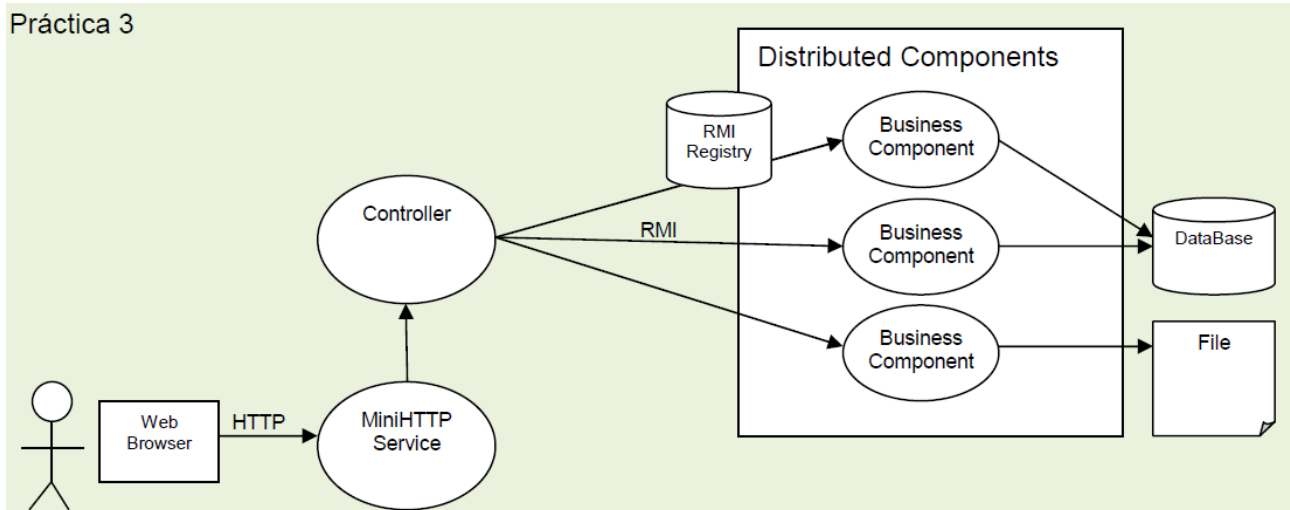 Práctica 3
Distributed Components
RMI
Registry
Business
Component
Controller
RMI
Business
Component
DataBase
Business
Component
File
Web
Browser
HTTP
MiniHTTP
Service